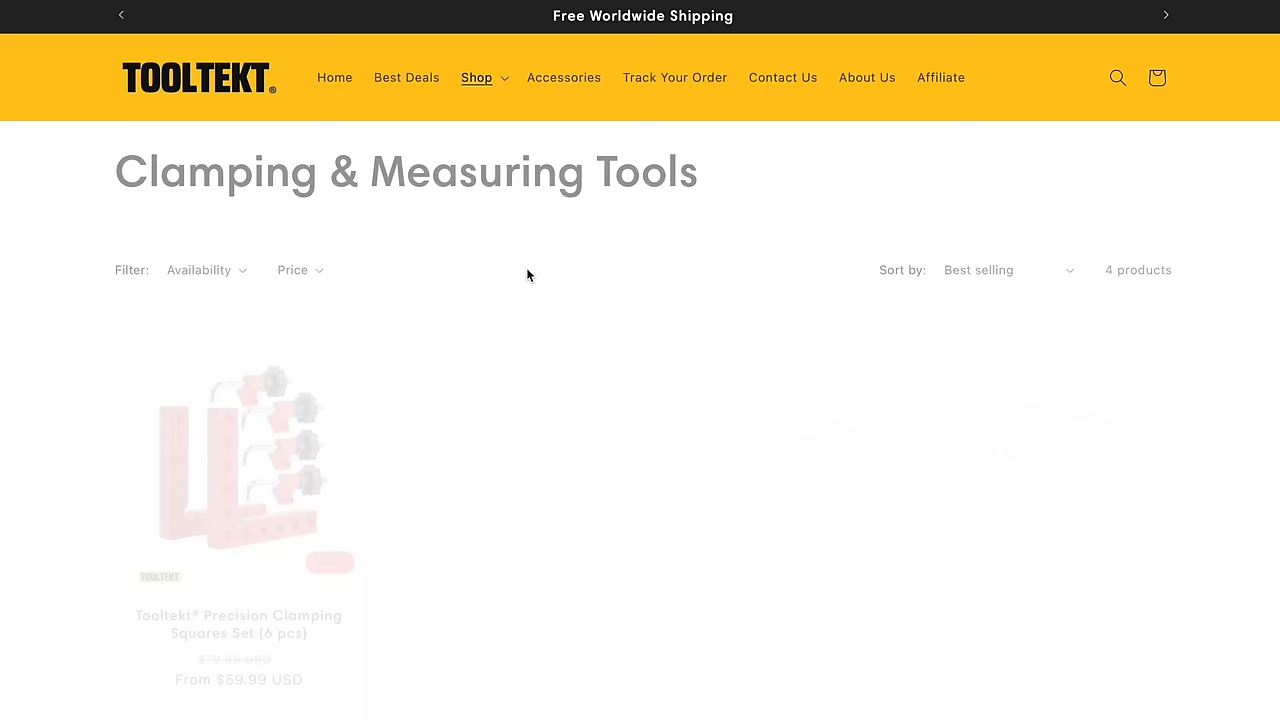 Free Worldwide Shipping
TOOLTEKT®
Home Best Deals Shop Accessories Track Your Order Contact Us About Us Affiliate
Clamping & Measuring Tools
Filter: Availability Price Sort by: Best selling 4 products
TOOLTEKT
Tooltekt® Precision Clamping
Squares Set (6 pcs)
$79.99 USD
From $59.99 USD